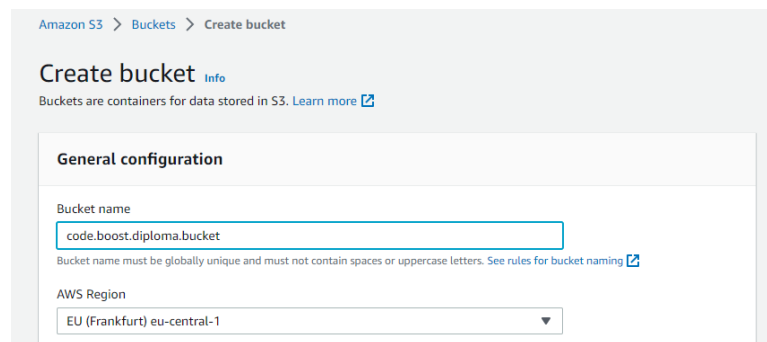 Amazon S3 > Buckets > Create bucket
Create bucket Info
Buckets are containers for data stored in S3. Learn more
General configuration
Bucket name
code.boost.diploma.bucket
Bucket name must be globally unique and must not contain spaces or uppercase letters. See rules for bucket naming
AWS Region
EU (Frankfurt) eu-central-1